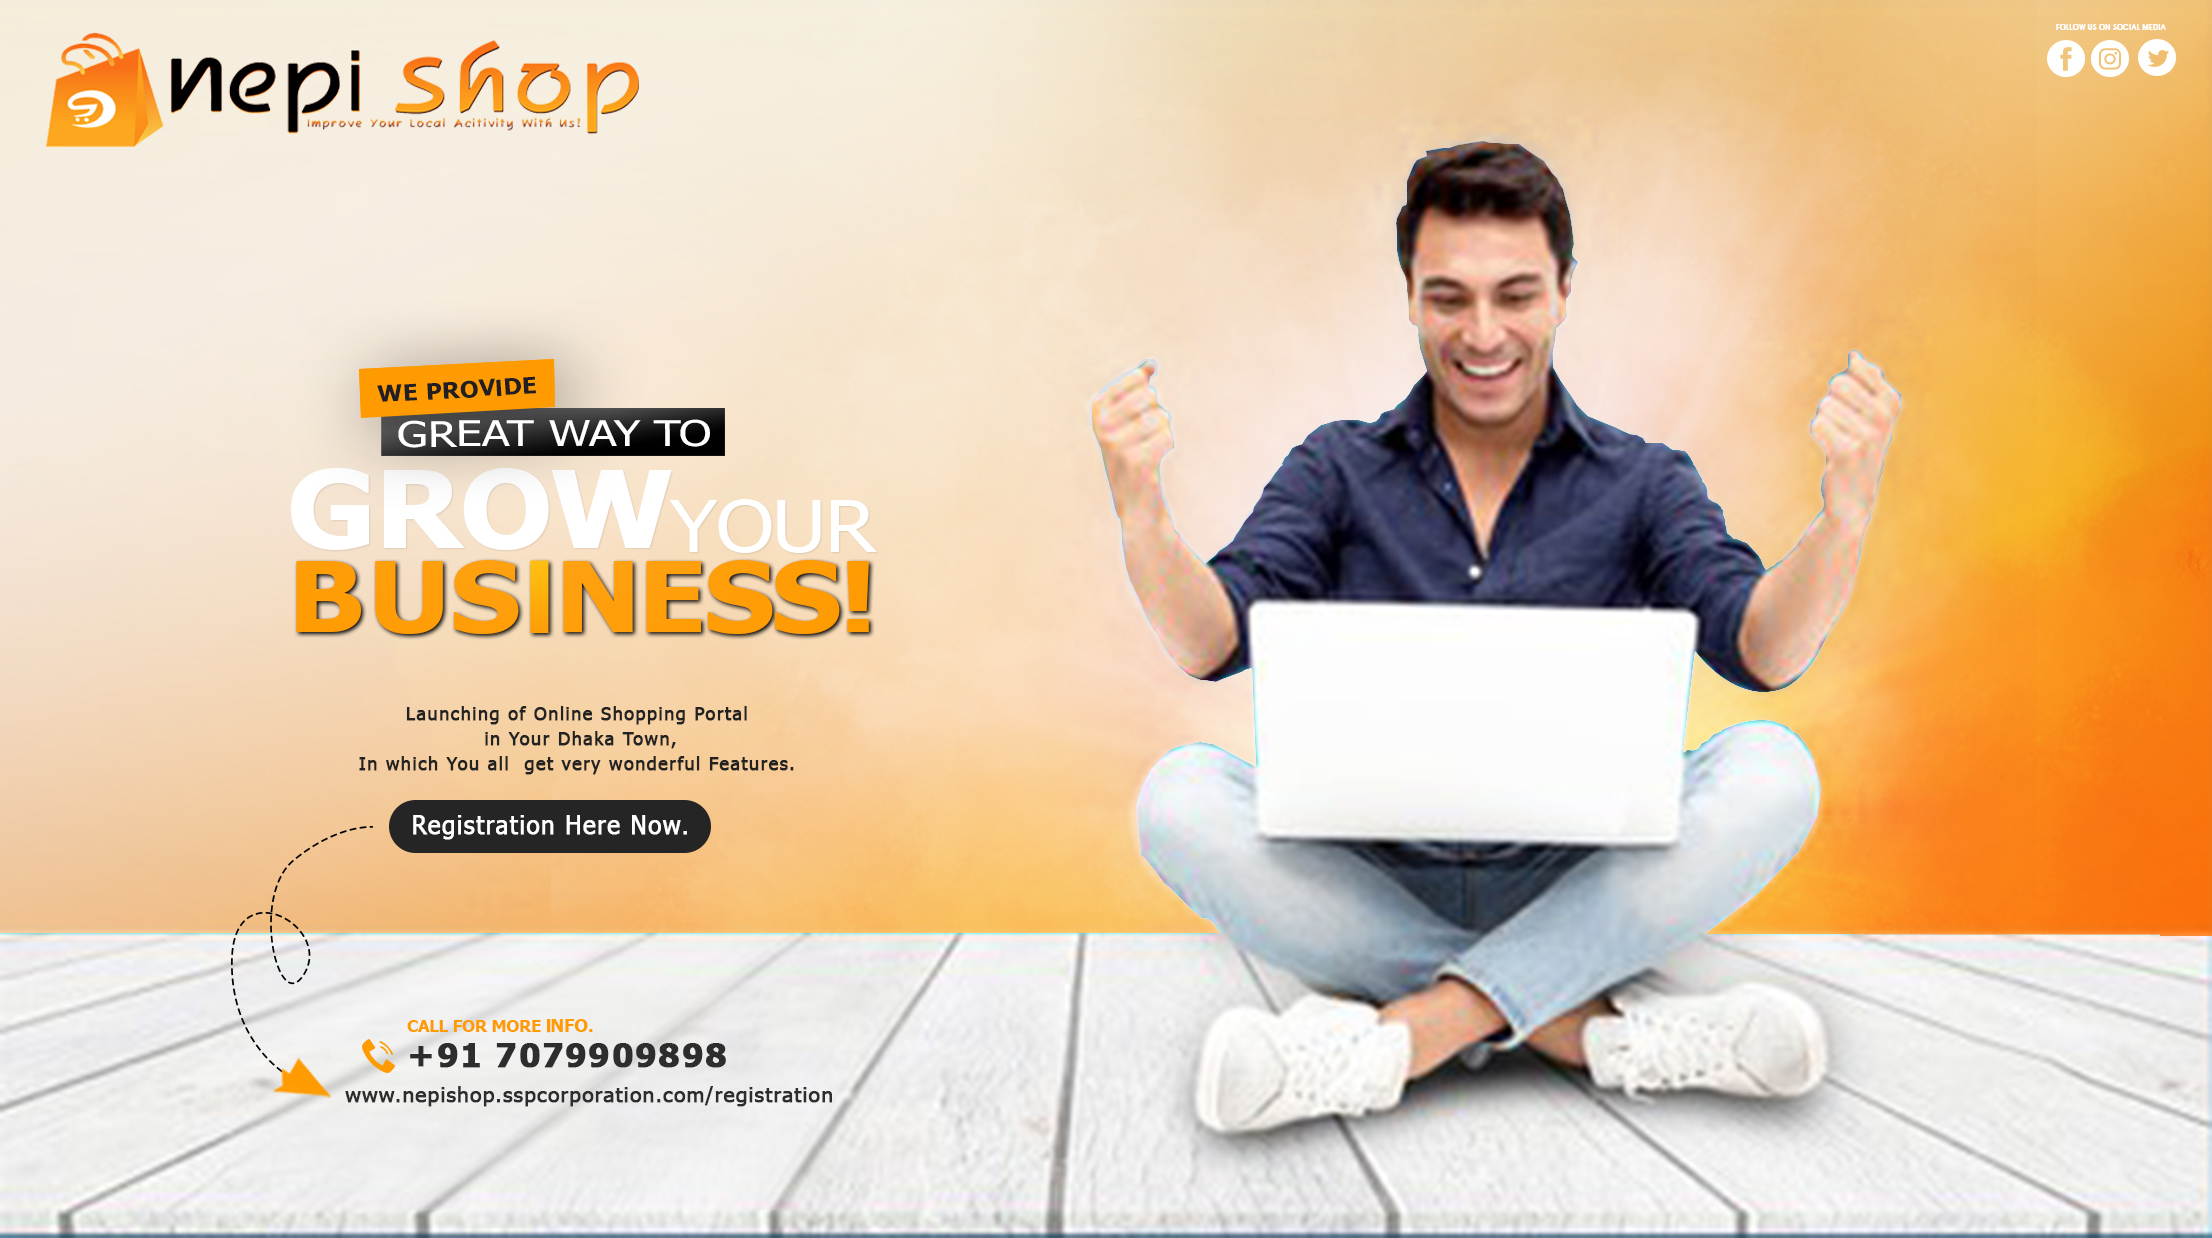 nepi shop
Improve Your Local Acitivity With Us!
FOLLOW US ON SOCIAL MEDIA
WE PROVIDE
GREAT WAY TO
GROW YOUR
BUSINESS!
Launching of Online Shopping Portal
in Your Dhaka Town,
In which You all get very wonderful Features.
Registration Here Now.
CALL FOR MORE INFO.
+91 7079909898
www.nepishop.sspcorporation.com/registration